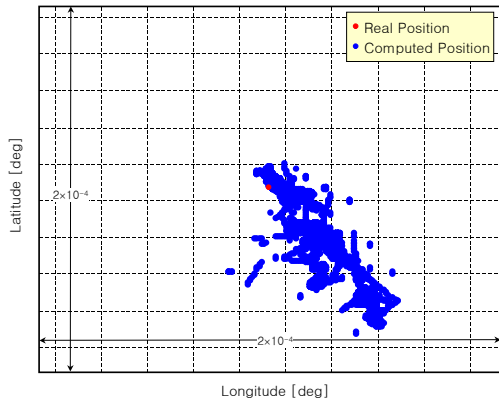 Real Position
Computed Position
Latitude [deg]
2×10⁻⁴
2×10⁻⁴
Longitude [deg]